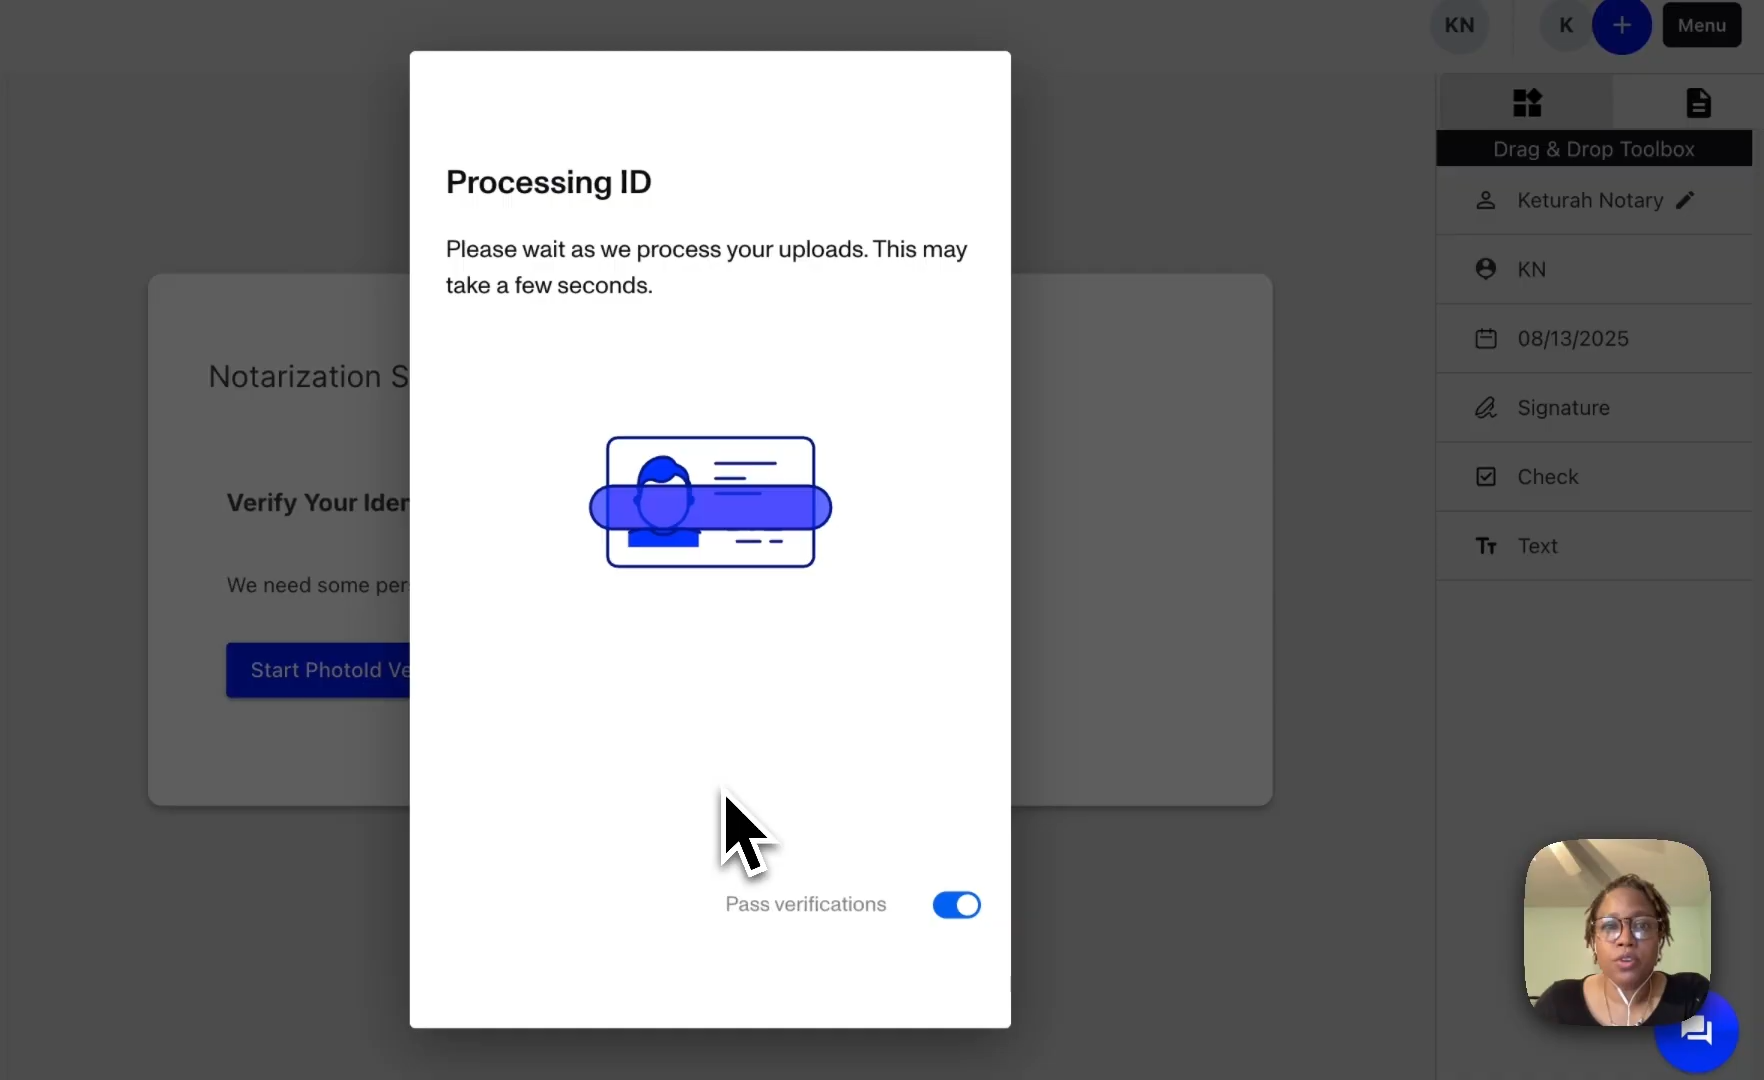 KN
K
Menu
Processing ID
Please wait as we process your uploads. This may
take a few seconds.
Notarization S
Verify Your Iden
We need some per
Start PhotoId Ve
Pass verifications
Drag & Drop Toolbox
Keturah Notary
KN
08/13/2025
Signature
Check
Text